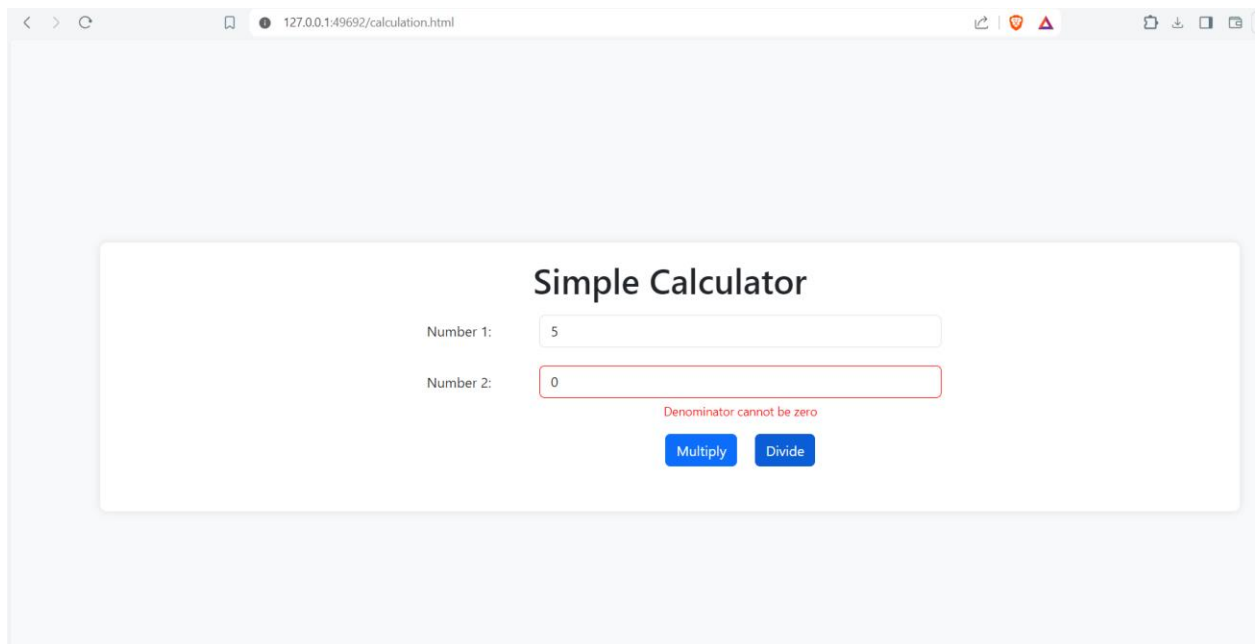 127.0.0.1:49692/calculation.html
Simple Calculator
Number 1: 5
Number 2: 0
Denominator cannot be zero
Multiply Divide